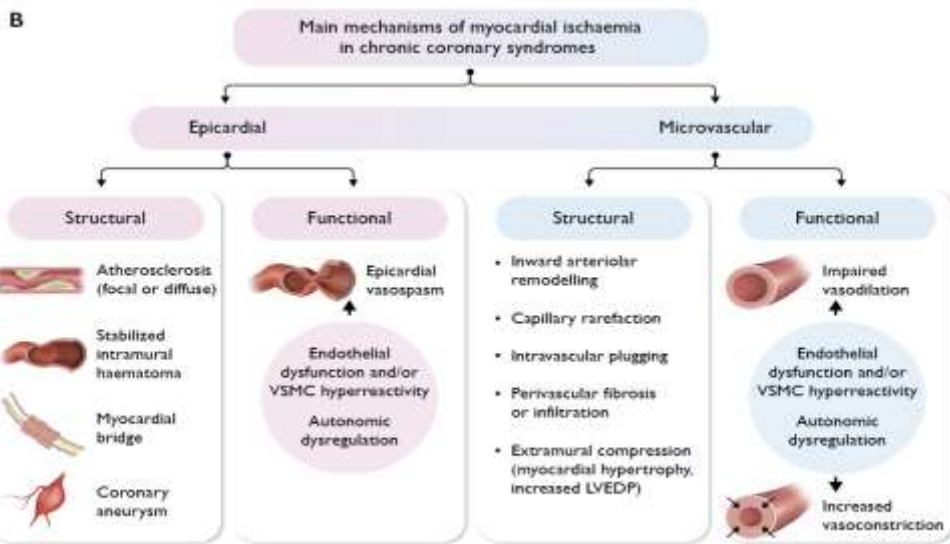 B
Main mechanisms of myocardial ischaemia
in chronic coronary syndromes
Epicardial
Microvascular
Structural
Atherosclerosis
(focal or diffuse)
Stabilized
intramural
haematoma
Myocardial
bridge
Coronary
aneurysm
Functional
Epicardial
vasospasm
Endothelial
dysfunction and/or
VSMC hyperreactivity
Autonomic
dysregulation
Structural
• Inward arteriolar
remodelling
• Capillary rarefaction
• Intravascular plugging
• Perivascular fibrosis
or infiltration
• Extramural compression
(myocardial hypertrophy,
increased LVEDP)
Functional
Impaired
vasodilation
Endothelial
dysfunction and/or
VSMC hyperreactivity
Autonomic
dysregulation
Increased
vasoconstriction